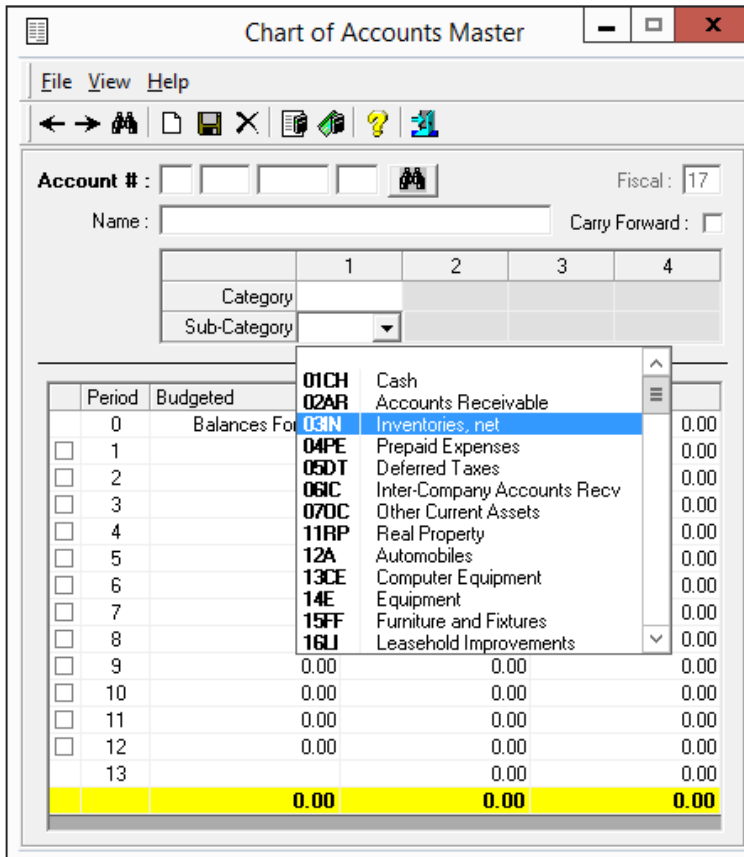 Chart of Accounts Master
File View Help
Account # : Fiscal : 17
Name : Carry Forward :
1 2 3 4
Category
Sub-Category
01CH Cash
02AR Accounts Receivable
03IN Inventories, net
04PE Prepaid Expenses
05DT Deferred Taxes
06IC Inter-Company Accounts Recv
07OC Other Current Assets
11RP Real Property
12A Automobiles
13CE Computer Equipment
14E Equipment
15FF Furniture and Fixtures
16LI Leasehold Improvements
Period Budgeted
0 Balances For 0.00
1 0.00
2 0.00
3 0.00
4 0.00
5 0.00
6 0.00
7 0.00
8 0.00
9 0.00 0.00 0.00
10 0.00 0.00 0.00
11 0.00 0.00 0.00
12 0.00 0.00 0.00
13 0.00 0.00
0.00 0.00 0.00